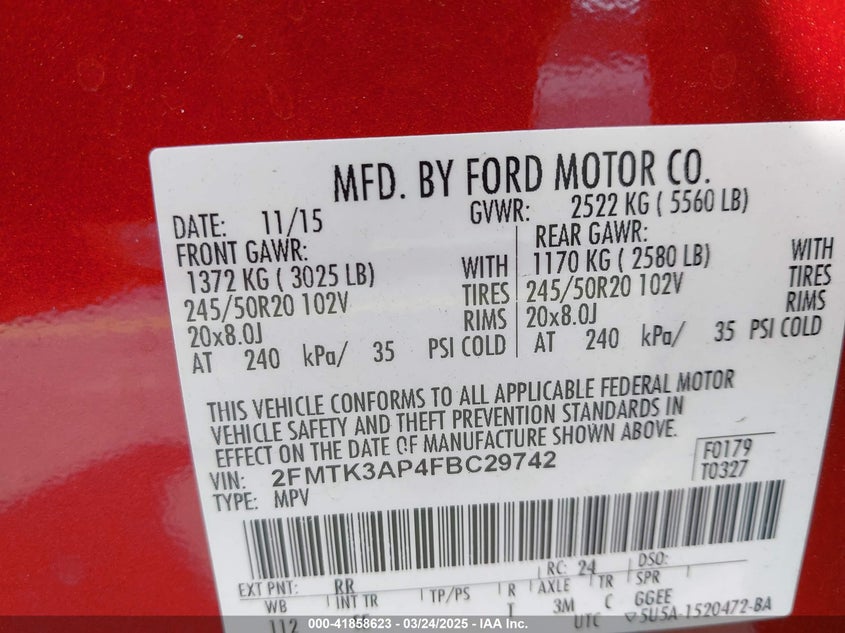 MFD. BY FORD MOTOR CO.
DATE: 11/15 GVWR: 2522 KG ( 5560 LB)
FRONT GAWR: REAR GAWR:
1372 KG ( 3025 LB) WITH 1170 KG ( 2580 LB) WITH
245/50R20 102V TIRES 245/50R20 102V TIRES
20x8.0J RIMS 20x8.0J RIMS
AT 240 kPa/ 35 PSI COLD AT 240 kPa/ 35 PSI COLD
THIS VEHICLE CONFORMS TO ALL APPLICABLE FEDERAL MOTOR
VEHICLE SAFETY AND THEFT PREVENTION STANDARDS IN
EFFECT ON THE DATE OF MANUFACTURE SHOWN ABOVE.
VIN: 2FMTK3AP4FBC29742 F0179
TYPE: MPV T0327
EXT PNT: RR RC: 24 DSO:
WB INT TR TP/PS R AXLE TR SPR
112 T 3M C GGEE
UTC 5U5A-1520472-BA
000-41858623 - 03/24/2025 - IAA Inc.